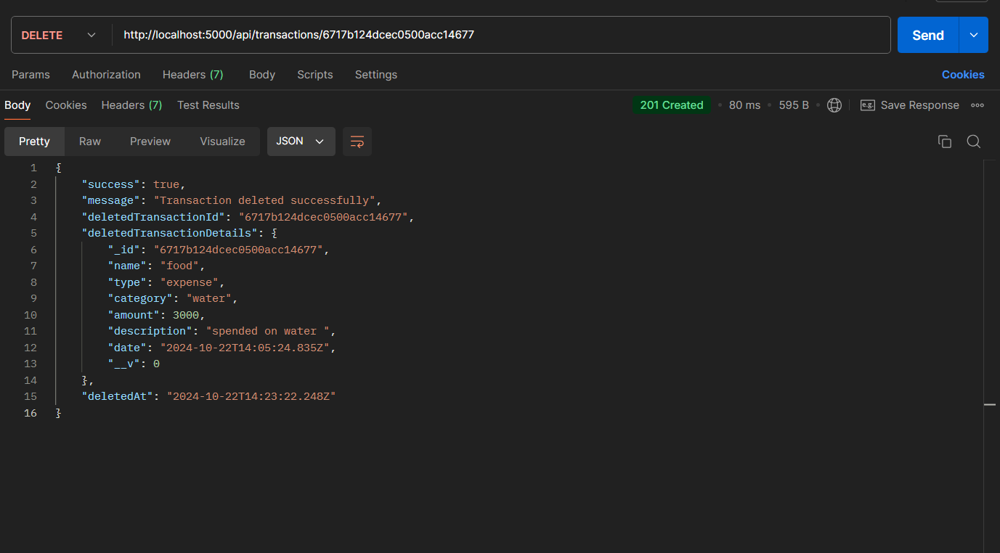 DELETE http://localhost:5000/api/transactions/6717b124dcec0500acc14677 Send
Params Authorization Headers (7) Body Scripts Settings Cookies
Body Cookies Headers (7) Test Results 201 Created 80 ms 595 B e.g. Save Response
Pretty Raw Preview Visualize JSON
1 {
2 "success": true,
3 "message": "Transaction deleted successfully",
4 "deletedTransactionId": "6717b124dcec0500acc14677",
5 "deletedTransactionDetails": {
6 "_id": "6717b124dcec0500acc14677",
7 "name": "food",
8 "type": "expense",
9 "category": "water",
10 "amount": 3000,
11 "description": "spended on water ",
12 "date": "2024-10-22T14:05:24.835Z",
13 "__v": 0
14 },
15 "deletedAt": "2024-10-22T14:23:22.248Z"
16 }